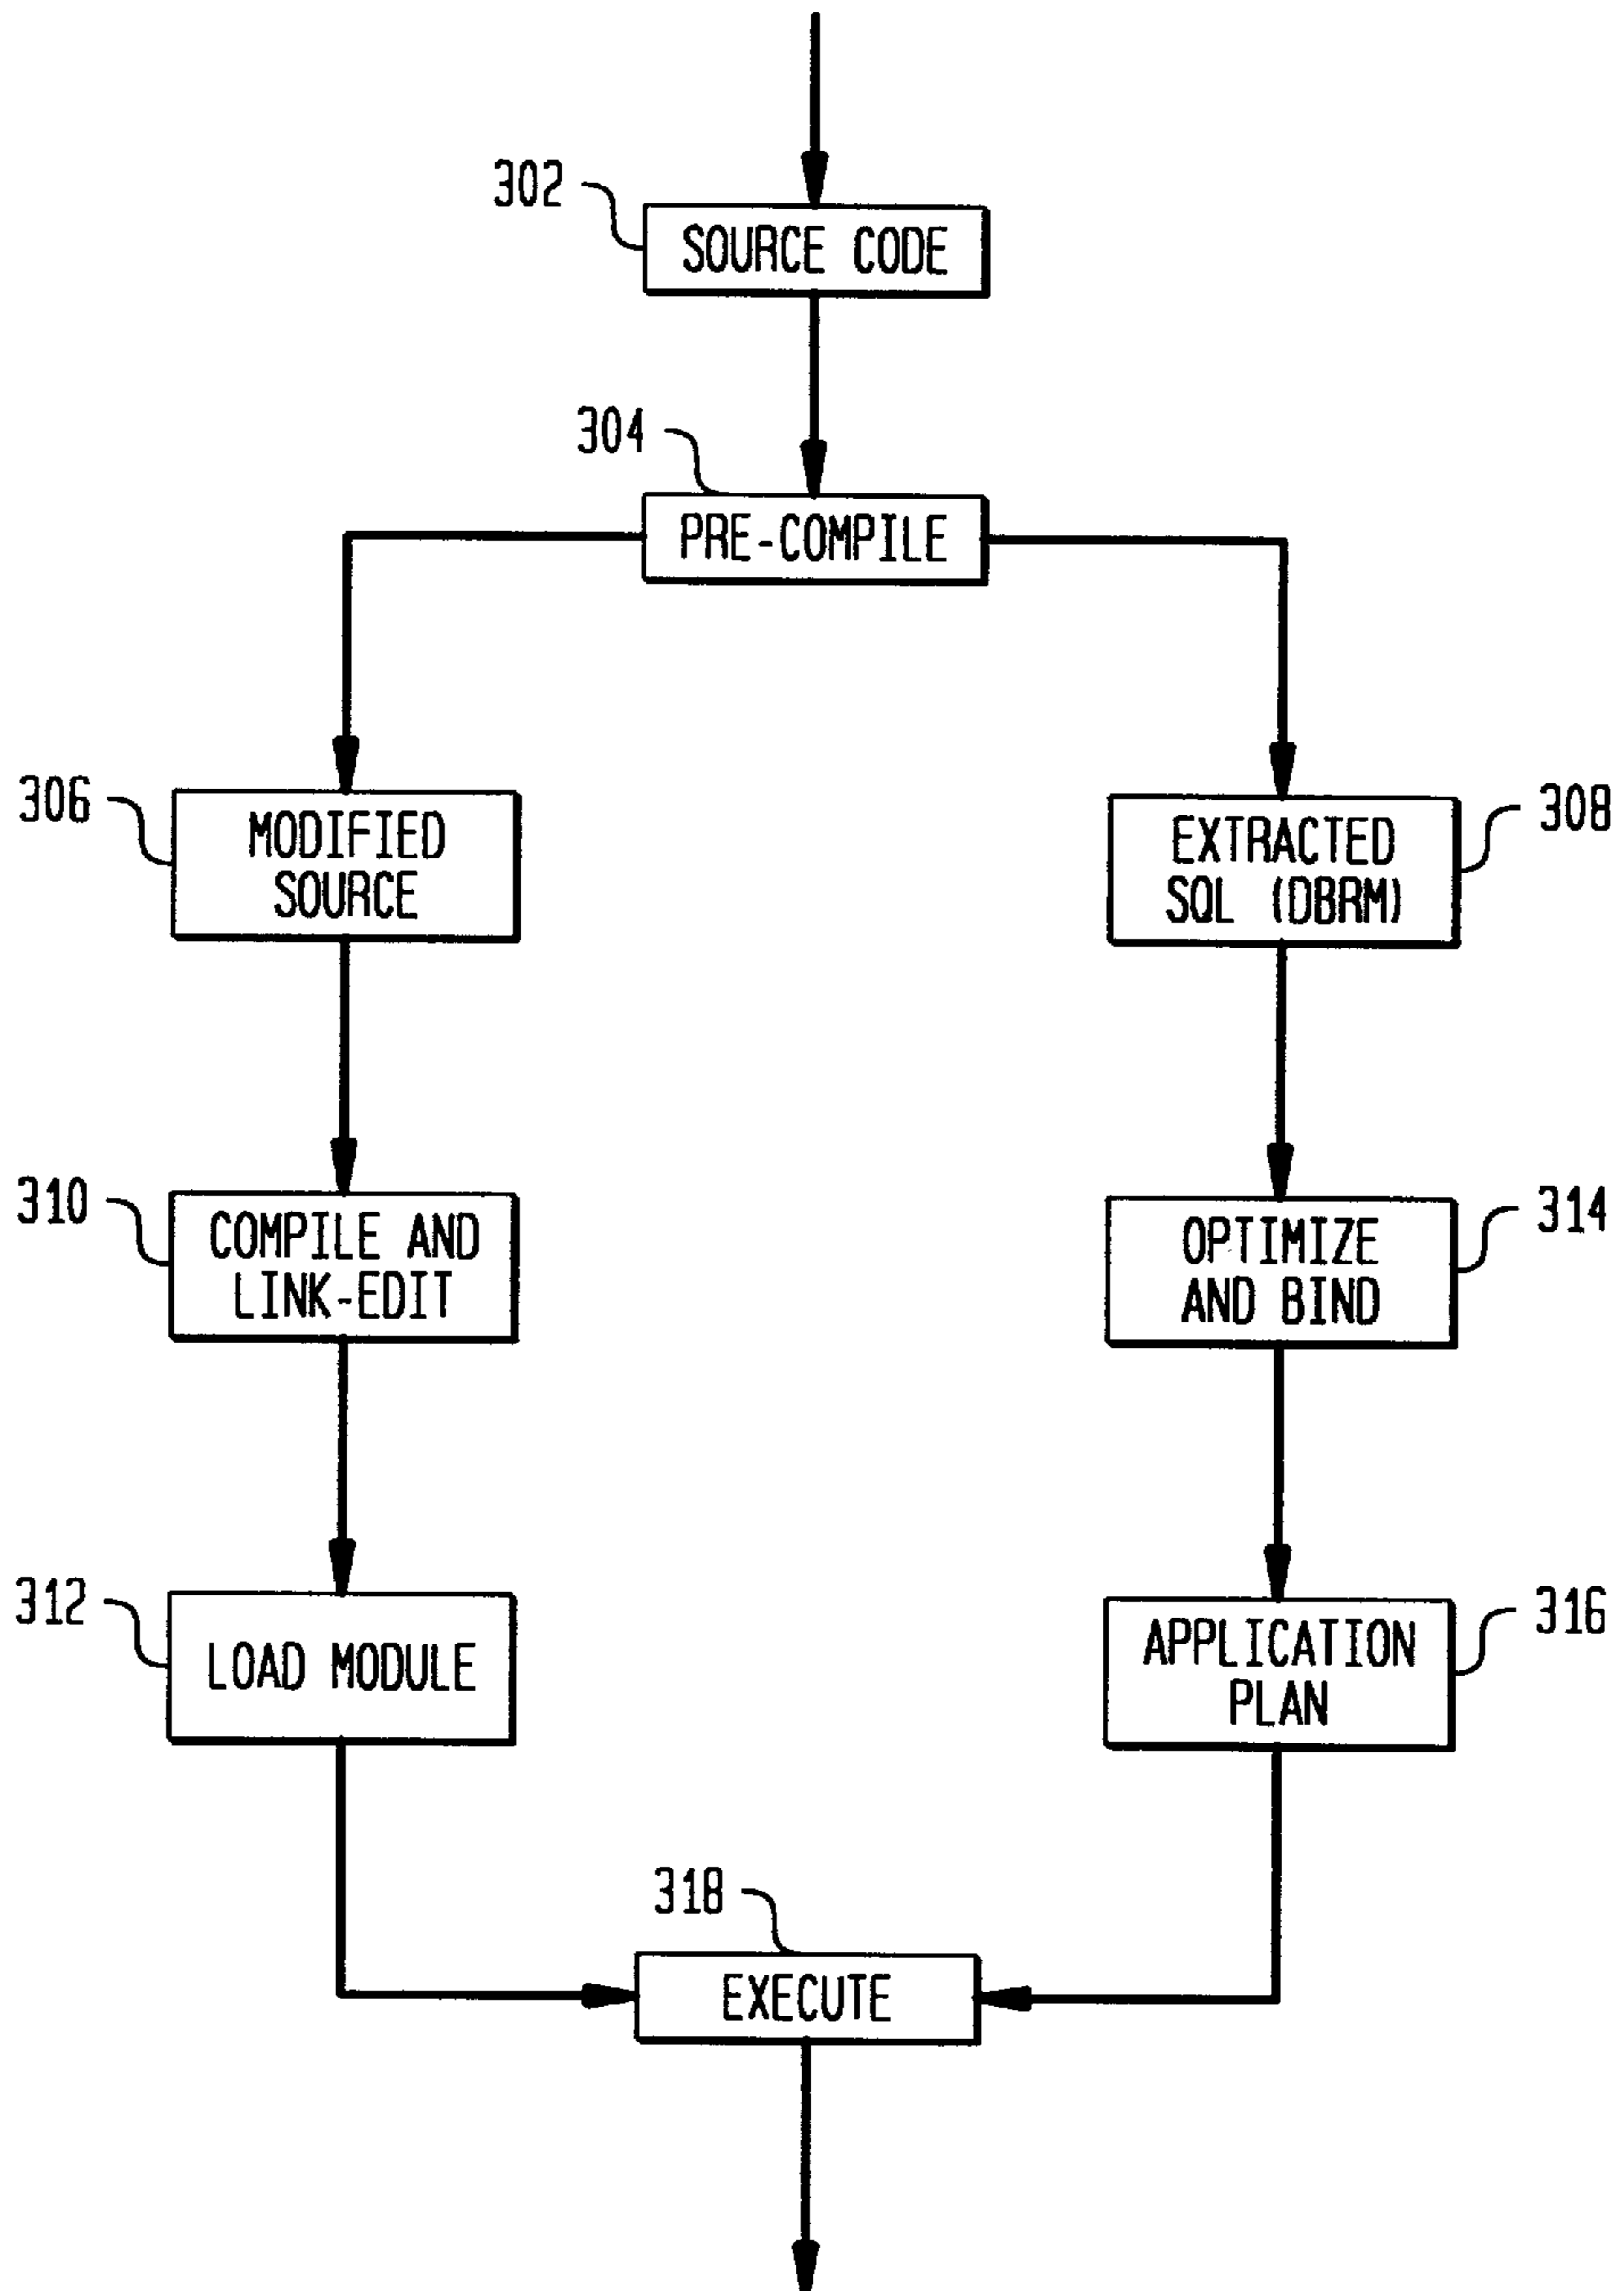 302
SOURCE CODE
304
PRE-COMPILE
306
MODIFIED
SOURCE
308
EXTRACTED
SQL (DBRM)
310
COMPILE AND
LINK-EDIT
314
OPTIMIZE
AND BIND
312
LOAD MODULE
316
APPLICATION
PLAN
318
EXECUTE